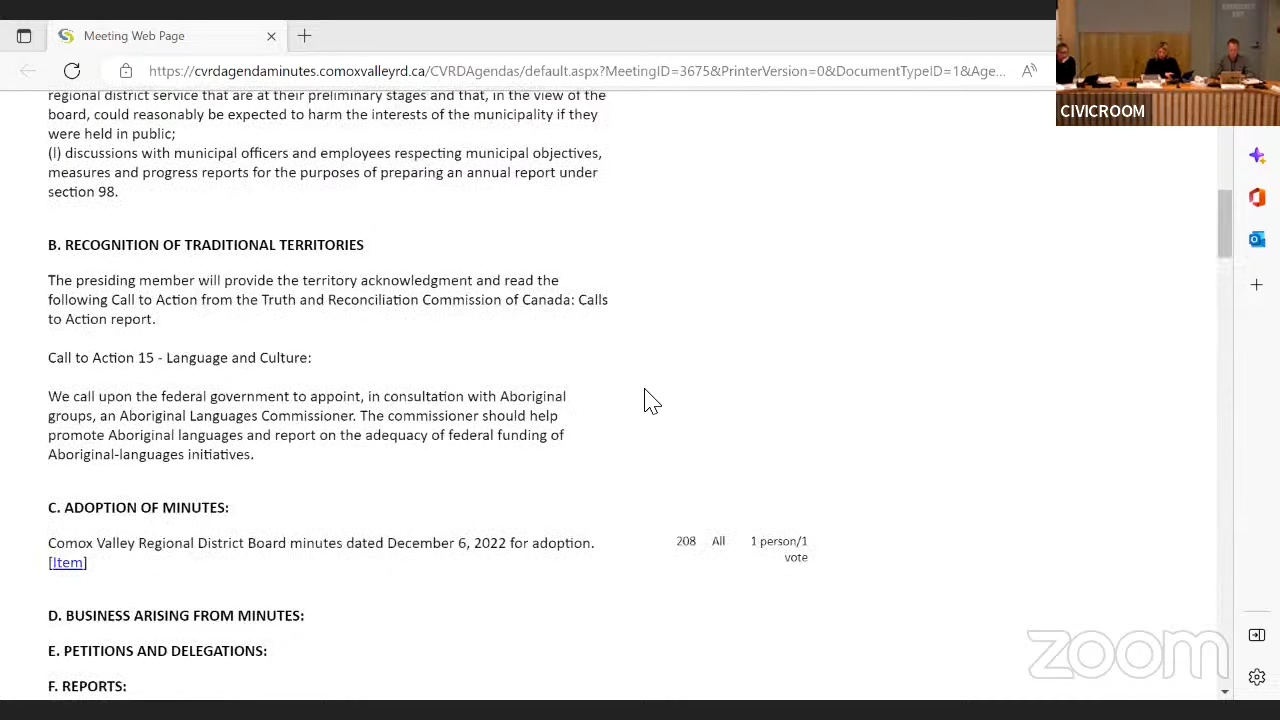 Meeting Web Page
https://cvrdagendaminutes.comoxvalleyrd.ca/CVRDAgendas/default.aspx?MeetingID=3675&PrinterVersion=0&DocumentTypeID=1&Age...
CIVICROOM
regional district service that are at their preliminary stages and that, in the view of the
board, could reasonably be expected to harm the interests of the municipality if they
were held in public;
(l) discussions with municipal officers and employees respecting municipal objectives,
measures and progress reports for the purposes of preparing an annual report under
section 98.
B. RECOGNITION OF TRADITIONAL TERRITORIES
The presiding member will provide the territory acknowledgment and read the
following Call to Action from the Truth and Reconciliation Commission of Canada: Calls
to Action report.
Call to Action 15 - Language and Culture:
We call upon the federal government to appoint, in consultation with Aboriginal
groups, an Aboriginal Languages Commissioner. The commissioner should help
promote Aboriginal languages and report on the adequacy of federal funding of
Aboriginal-languages initiatives.
C. ADOPTION OF MINUTES:
Comox Valley Regional District Board minutes dated December 6, 2022 for adoption.
[Item]
208 All 1 person/1
vote
D. BUSINESS ARISING FROM MINUTES:
E. PETITIONS AND DELEGATIONS:
F. REPORTS:
zoom